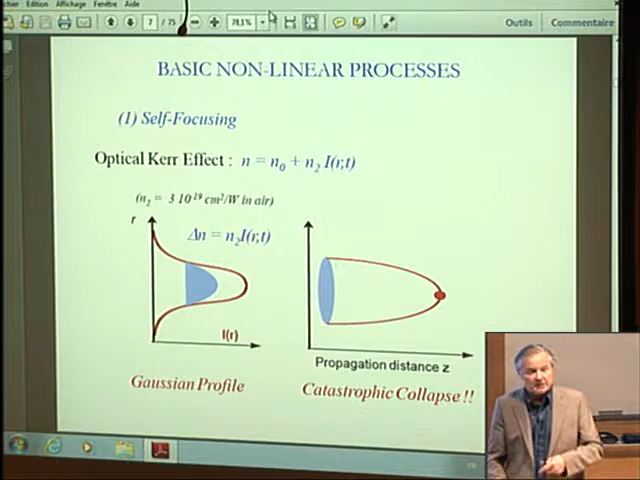 Edition Affichage Fenêtre Aide
7 / 75 78,1%
Outils Commentaire
BASIC NON-LINEAR PROCESSES
(1) Self-Focusing
Optical Kerr Effect : n = n0 + n2 I(r,t)
(n2 = 3 10-19 cm2/W in air)
r
Δn = n2I(r,t)
I(r)
Propagation distance z
Gaussian Profile
Catastrophic Collapse !!